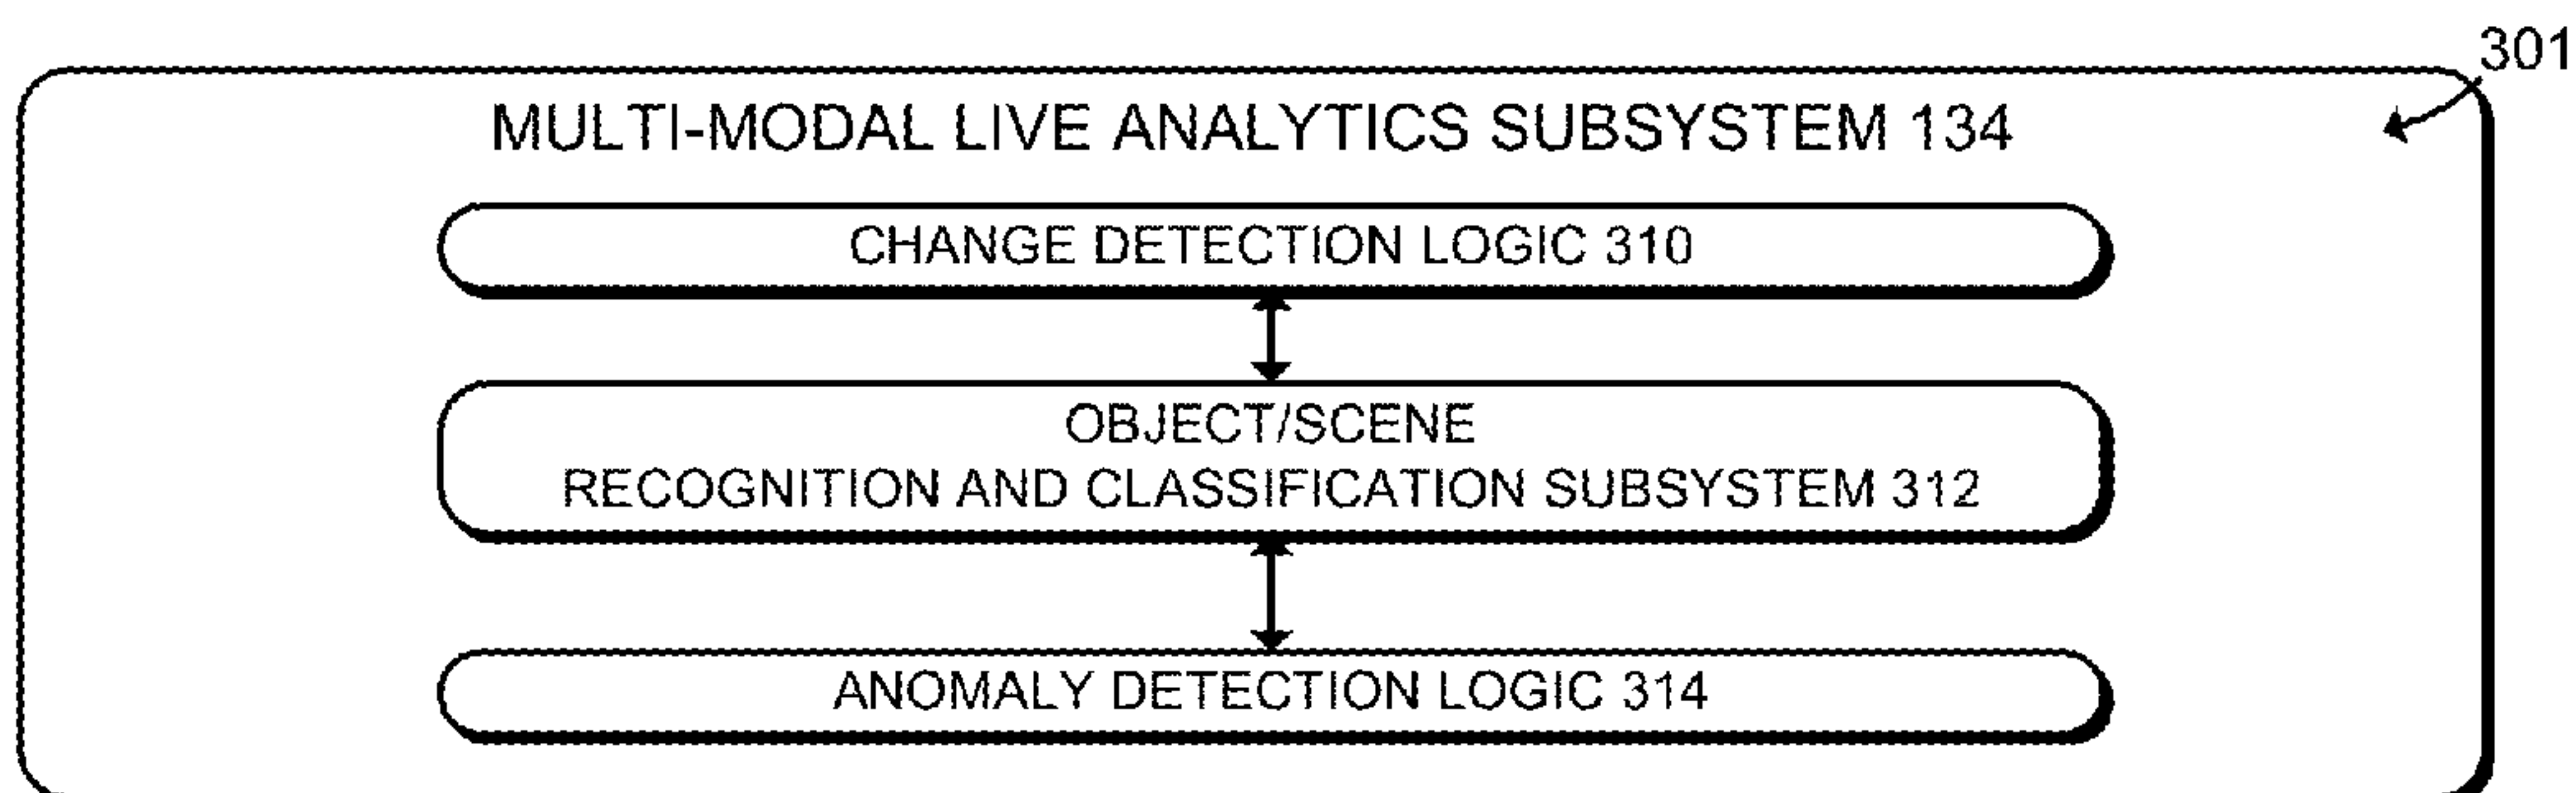 301
MULTI-MODAL LIVE ANALYTICS SUBSYSTEM 134
CHANGE DETECTION LOGIC 310
OBJECT/SCENE
RECOGNITION AND CLASSIFICATION SUBSYSTEM 312
ANOMALY DETECTION LOGIC 314